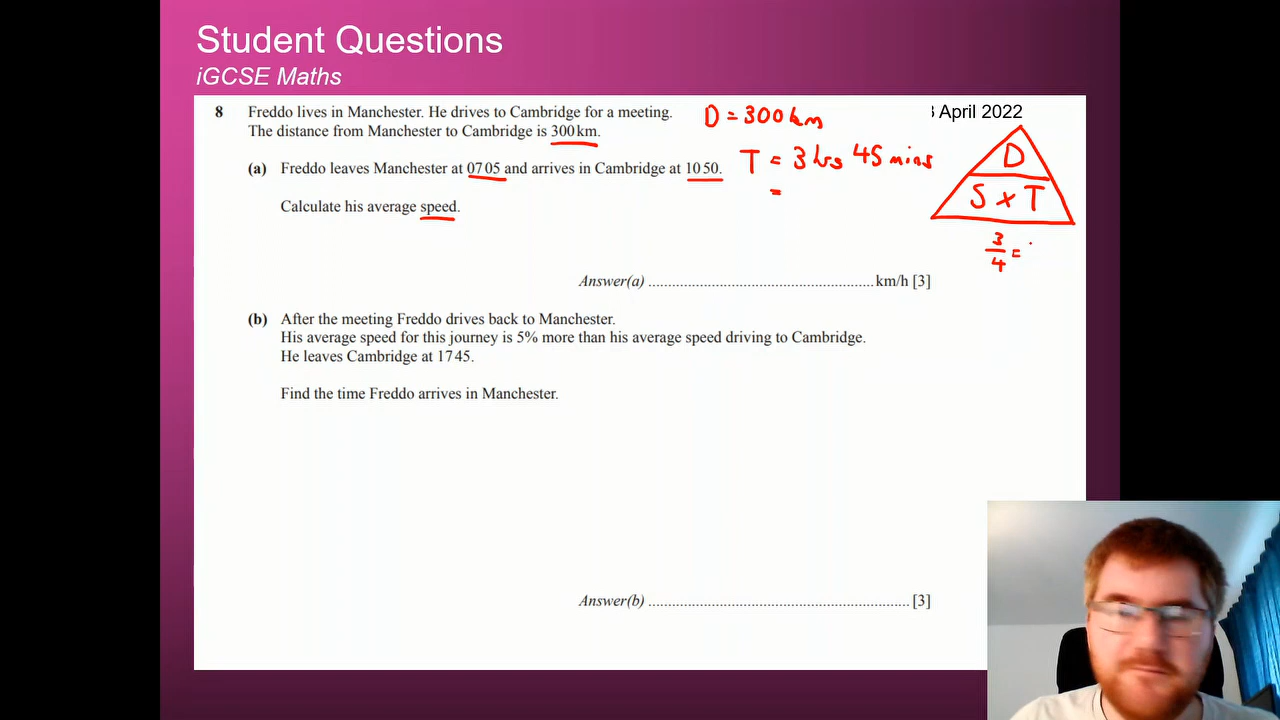 Student Questions
iGCSE Maths
8 Freddo lives in Manchester. He drives to Cambridge for a meeting.
The distance from Manchester to Cambridge is 300 km.
(a) Freddo leaves Manchester at 07 05 and arrives in Cambridge at 10 50.
Calculate his average speed.
Answer(a) ......................................................... km/h [3]
(b) After the meeting Freddo drives back to Manchester.
His average speed for this journey is 5% more than his average speed driving to Cambridge.
He leaves Cambridge at 17 45.
Find the time Freddo arrives in Manchester.
Answer(b) .................................................................. [3]
D = 300 km
T = 3 hrs 45 mins
=
April 2022
D
S × T
3/4 =